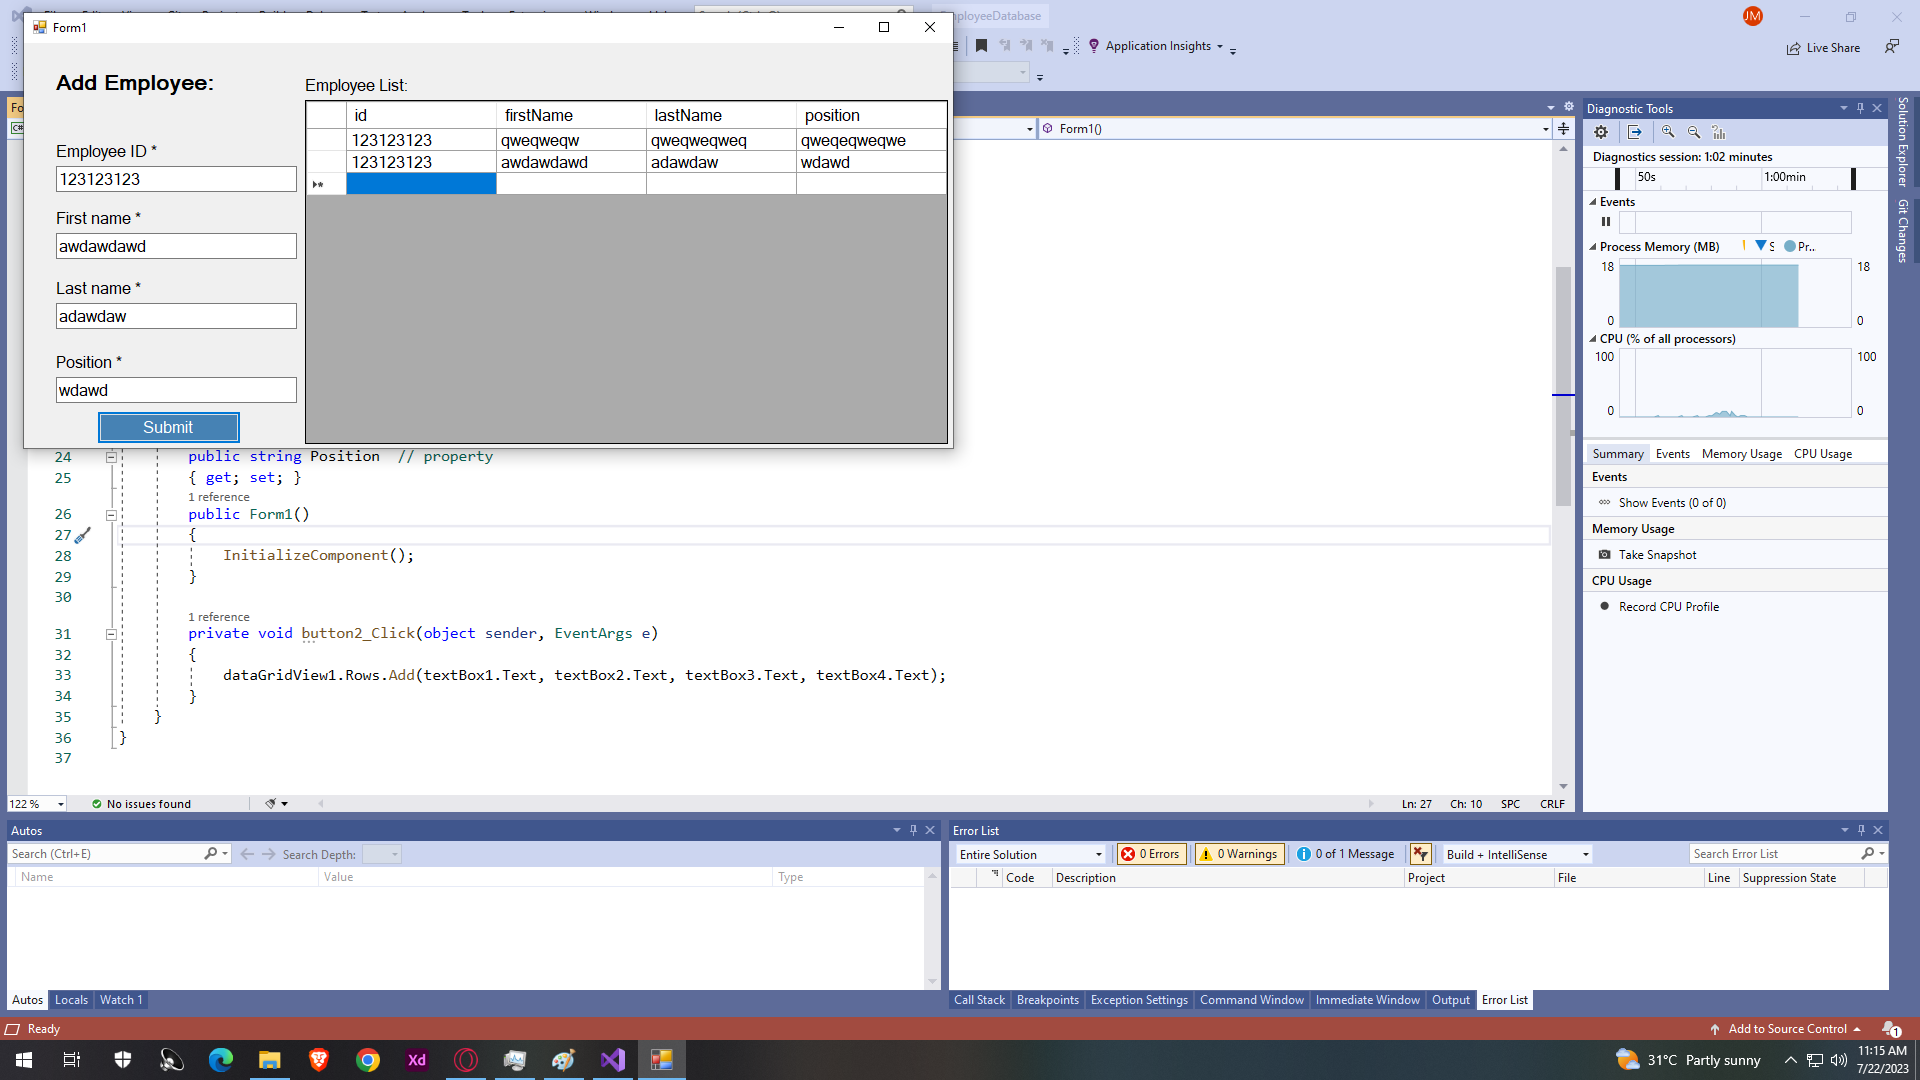 Form1
EmployeeDatabase
JM
Application Insights
Live Share
Add Employee:
Employee ID *
123123123
First name *
awdawdawd
Last name *
adawdaw
Position *
wdawd
Submit
Employee List:
id firstName lastName position
123123123 qweqweqw qweqweqweq qweqeqweqwe
123123123 awdawdawd adawdaw wdawd
Form1()
24 public string Position // property
25 { get; set; }
1 reference
26 public Form1()
27 {
28 InitializeComponent();
29 }
30
1 reference
31 private void button2_Click(object sender, EventArgs e)
32 {
33 dataGridView1.Rows.Add(textBox1.Text, textBox2.Text, textBox3.Text, textBox4.Text);
34 }
35 }
36 }
37
122 % No issues found Ln: 27 Ch: 10 SPC CRLF
Diagnostic Tools
Diagnostics session: 1:02 minutes
50s 1:00min
Events
Process Memory (MB) S Pr...
18 18
0 0
CPU (% of all processors)
100 100
0 0
Summary Events Memory Usage CPU Usage
Events
Show Events (0 of 0)
Memory Usage
Take Snapshot
CPU Usage
Record CPU Profile
Solution Explorer
Git Changes
Autos
Search (Ctrl+E) Search Depth:
Name Value Type
Autos Locals Watch 1
Error List
Entire Solution 0 Errors 0 Warnings 0 of 1 Message Build + IntelliSense Search Error List
Code Description Project File Line Suppression State
Call Stack Breakpoints Exception Settings Command Window Immediate Window Output Error List
Ready Add to Source Control 1
Xd
31°C Partly sunny
11:15 AM
7/22/2023